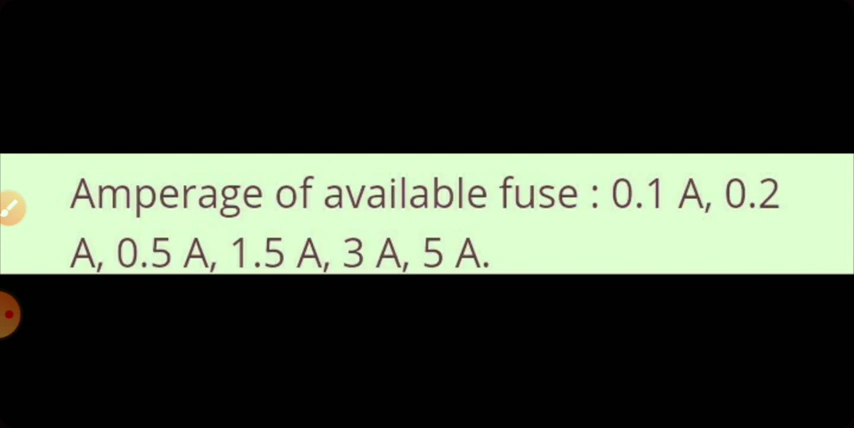 Amperage of available fuse : 0.1 A, 0.2
A, 0.5 A, 1.5 A, 3 A, 5 A.